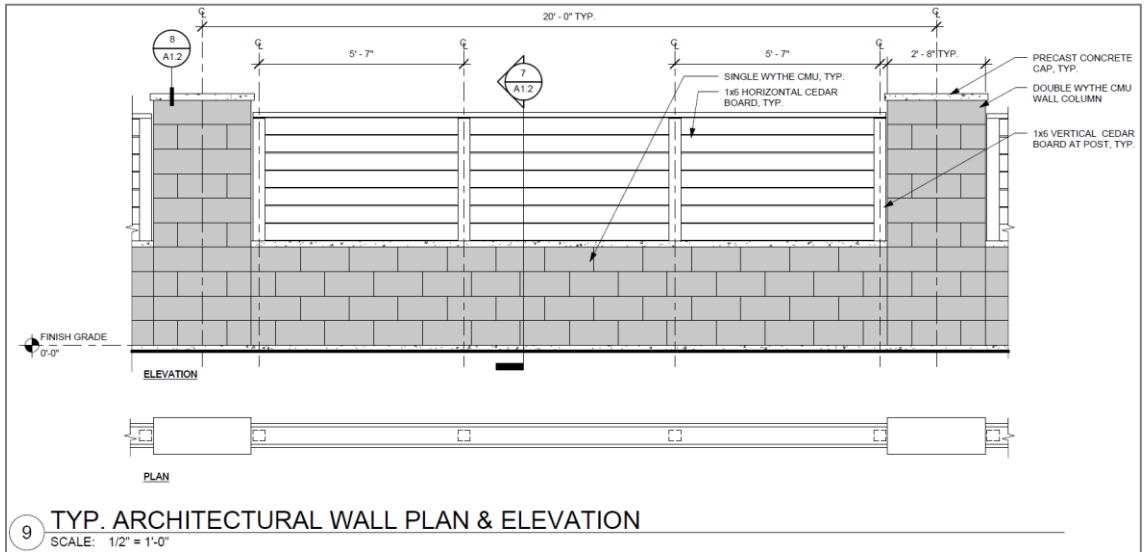 20' - 0" TYP.
℄
℄
8
A1.2
℄
5' - 7"
℄
℄
5' - 7"
℄
2' - 8" TYP.
7
A1.2
SINGLE WYTHE CMU, TYP.
1x6 HORIZONTAL CEDAR
BOARD, TYP.
PRECAST CONCRETE
CAP, TYP.
DOUBLE WYTHE CMU
WALL COLUMN
1x6 VERTICAL CEDAR
BOARD AT POST, TYP.
FINISH GRADE
0'-0"
ELEVATION
PLAN
9
TYP. ARCHITECTURAL WALL PLAN & ELEVATION
SCALE: 1/2" = 1'-0"